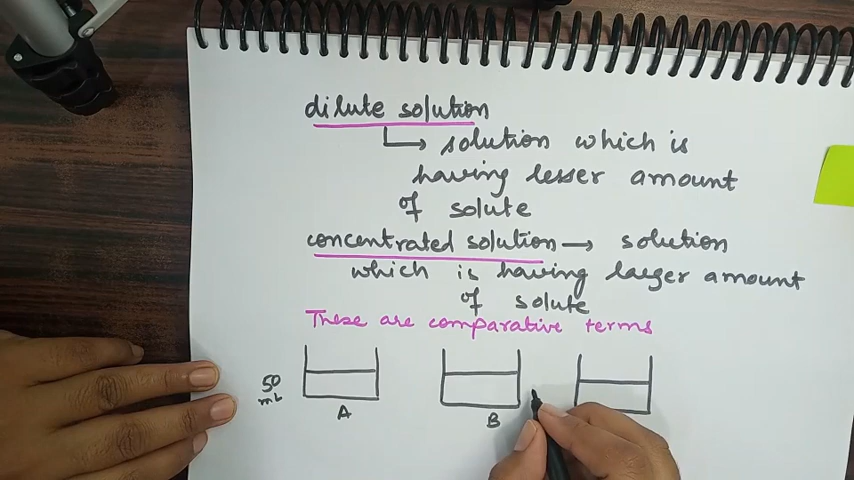 dilute solution
solution which is
having lesser amount
of solute
concentrated solution → solution
which is having larger amount
of solute
These are comparative terms
50
mL
A
B